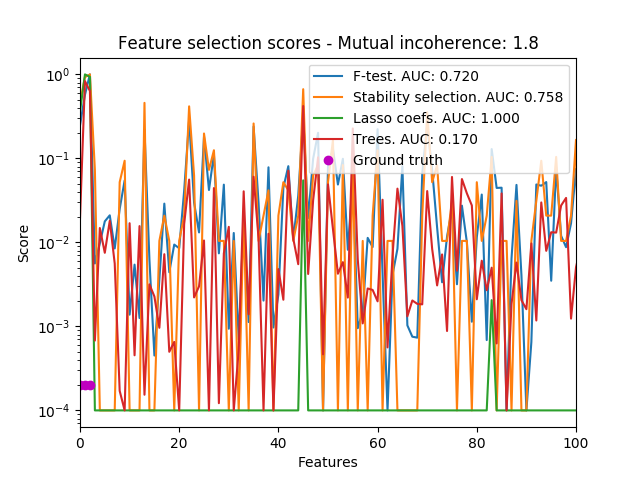 Feature selection scores - Mutual incoherence: 1.8
F-test. AUC: 0.720
Stability selection. AUC: 0.758
Lasso coefs. AUC: 1.000
Trees. AUC: 0.170
Ground truth
Score
10⁰
10⁻¹
10⁻²
10⁻³
10⁻⁴
0 20 40 60 80 100
Features